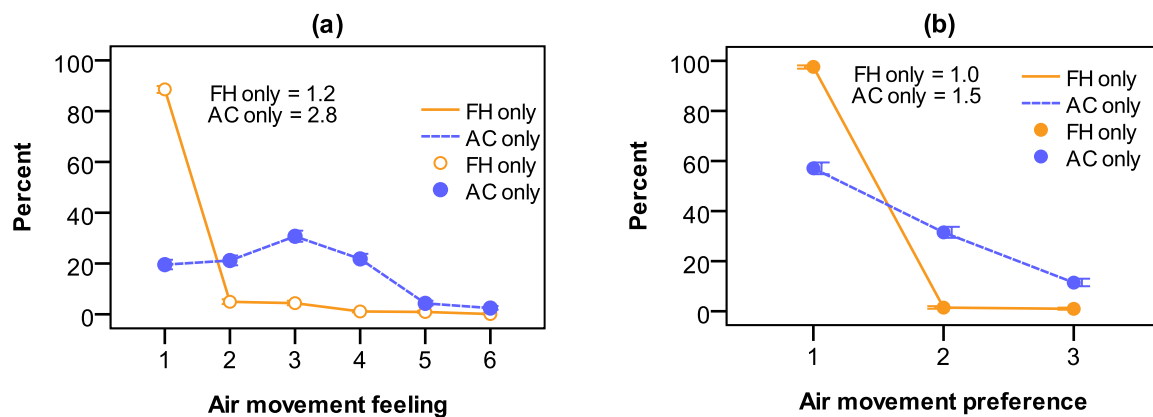 (a)
FH only = 1.2
AC only = 2.8
FH only
AC only
FH only
AC only
Percent
100
80
60
40
20
0
1 2 3 4 5 6
Air movement feeling
(b)
FH only = 1.0
AC only = 1.5
FH only
AC only
FH only
AC only
Percent
100
80
60
40
20
0
1 2 3
Air movement preference